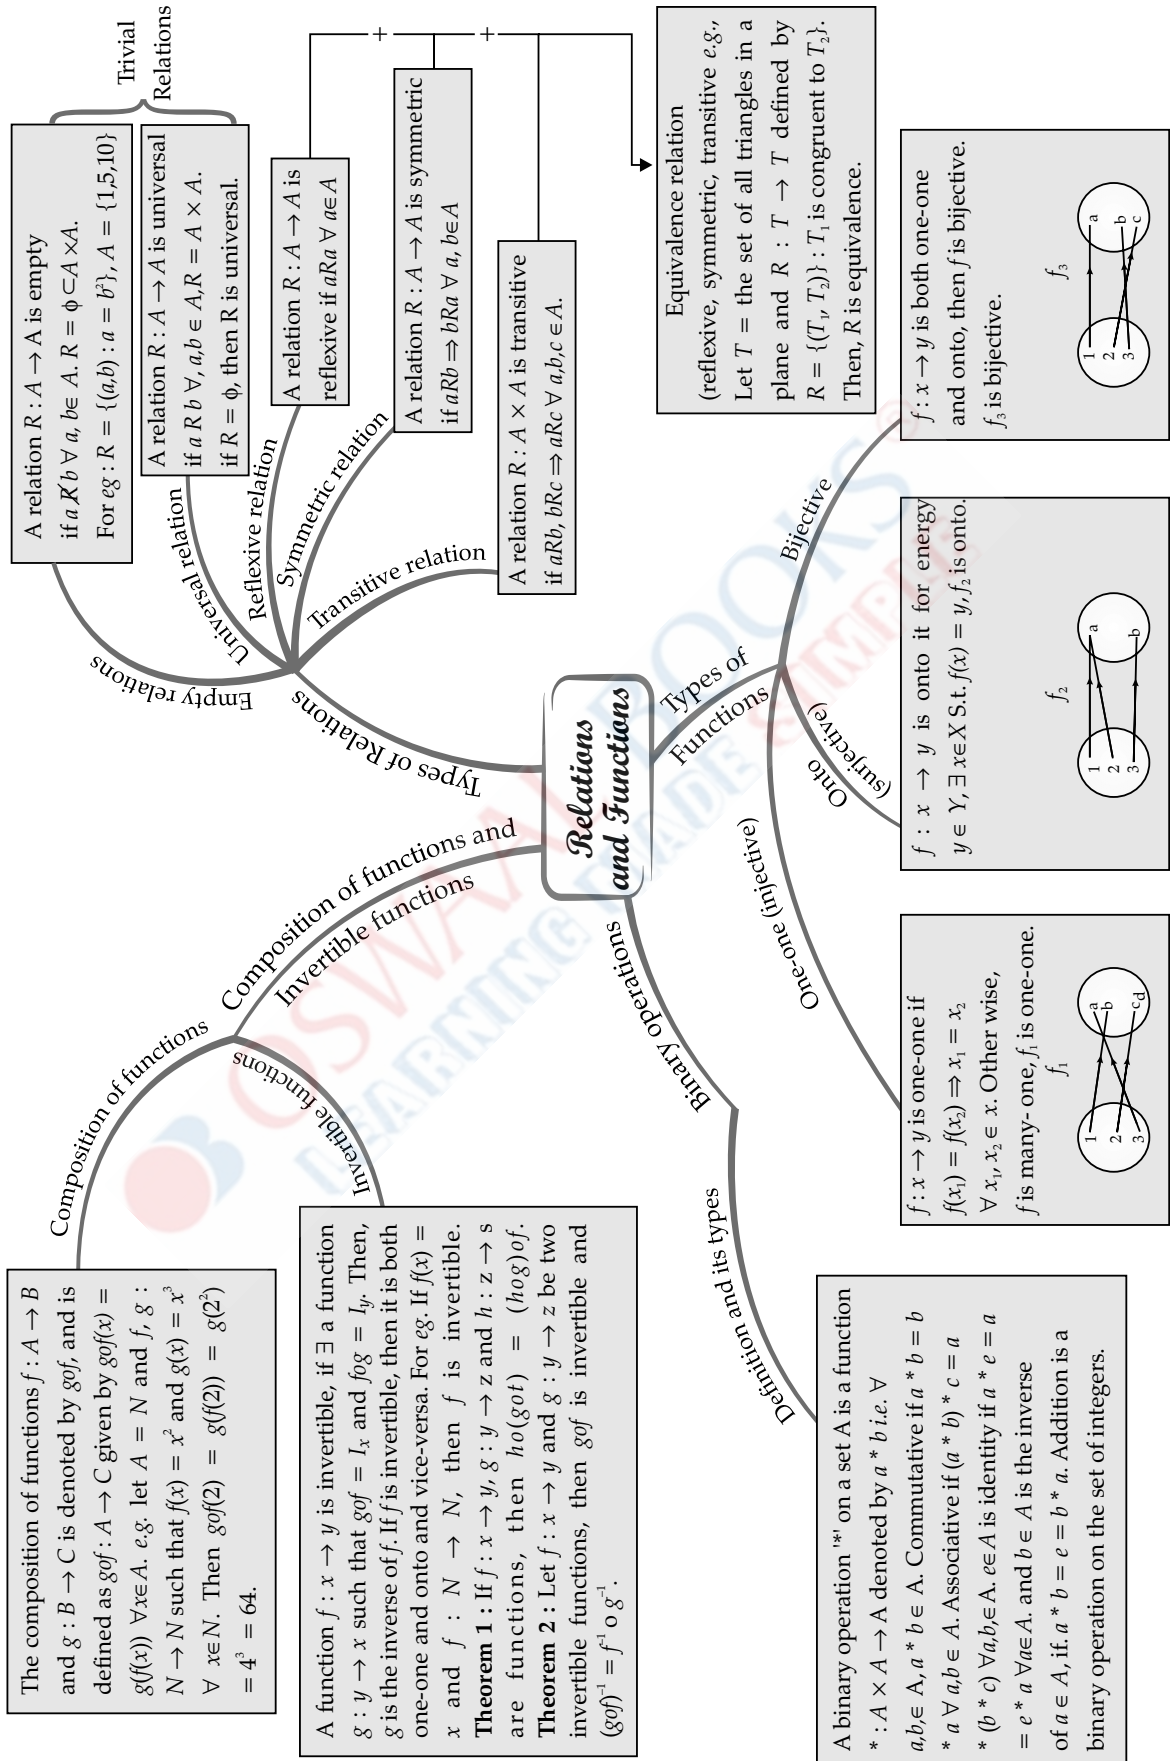 Relations
and Functions
Types of Relations
Empty relations
A relation R : A → A is empty
if a R̸ b ∀ a, b∈ A. R = ϕ⊂A ×A.
For eg : R = {(a,b) : a = b²}, A = {1,5,10}
Universal relation
A relation R : A → A is universal
if a R b ∀, a,b ∈ A,R = A × A.
if R = ϕ, then R is universal.
Trivial
Relations
Reflexive relation
A relation R : A → A is
reflexive if aRa ∀ a∈A
Symmetric relation
A relation R : A → A is symmetric
if aRb ⇒ bRa ∀ a, b∈A
Transitive relation
A relation R : A × A is transitive
if aRb, bRc ⇒ aRc ∀ a,b,c ∈ A.
+
+
Equivalence relation
(reflexive, symmetric, transitive e.g.,
Let T = the set of all triangles in a
plane and R : T → T defined by
R = {(T₁, T₂)} : T₁ is congruent to T₂}.
Then, R is equivalence.
Types of
Functions
Bijective
f : x → y is both one-one
and onto, then f is bijective.
f₃ is bijective.
f₃
1
2
3
a
b
c
Onto
(surjective)
f : x → y is onto it for energy
y ∈ Y, ∃ x∈X S.t. f(x) = y, f₂ is onto.
f₂
1
2
3
a
b
One-one (injective)
f : x → y is one-one if
f(x₁) = f(x₂) ⇒ x₁ = x₂
∀ x₁, x₂ ∈ x. Other wise,
f is many- one, f₁ is one-one.
f₁
1
2
3
a
b
c
d
Binary operations
Definition and its types
A binary operation '*' on a set A is a function
* : A × A → A denoted by a * b i.e. ∀
a,b,∈ A, a * b ∈ A. Commutative if a * b = b
* a ∀ a,b ∈ A. Associative if (a * b) * c = a
* (b * c) ∀a,b,∈ A. e∈A is identity if a * e = a
= e * a ∀a∈A. and b ∈ A is the inverse
of a ∈ A, if. a * b = e = b * a. Addition is a
binary operation on the set of integers.
Composition of functions and
Invertible functions
Composition of functions
The composition of functions f : A → B
and g : B → C is denoted by gof, and is
defined as gof : A → C given by gof(x) =
g(f(x)) ∀x∈A. e.g. let A = N and f, g :
N → N such that f(x) = x² and g(x) = x³
∀ x∈N. Then gof(2) = g(f(2)) = g(2²)
= 4³ = 64.
Invertible functions
A function f : x → y is invertible, if ∃ a function
g : y → x such that gof = Iₓ and fog = I_y. Then,
g is the inverse of f. If f is invertible, then it is both
one-one and onto and vice-versa. For eg. If f(x) =
x and f : N → N, then f is invertible.
Theorem 1 : If f : x → y, g : y → z and h : z → s
are functions, then ho(got) = (hog)of.
Theorem 2 : Let f : x → y and g : y → z be two
invertible functions, then gof is invertible and
(gof)⁻¹ = f⁻¹ o g⁻¹.
OSWAAL BOOKS®
LEARNING MADE SIMPLE